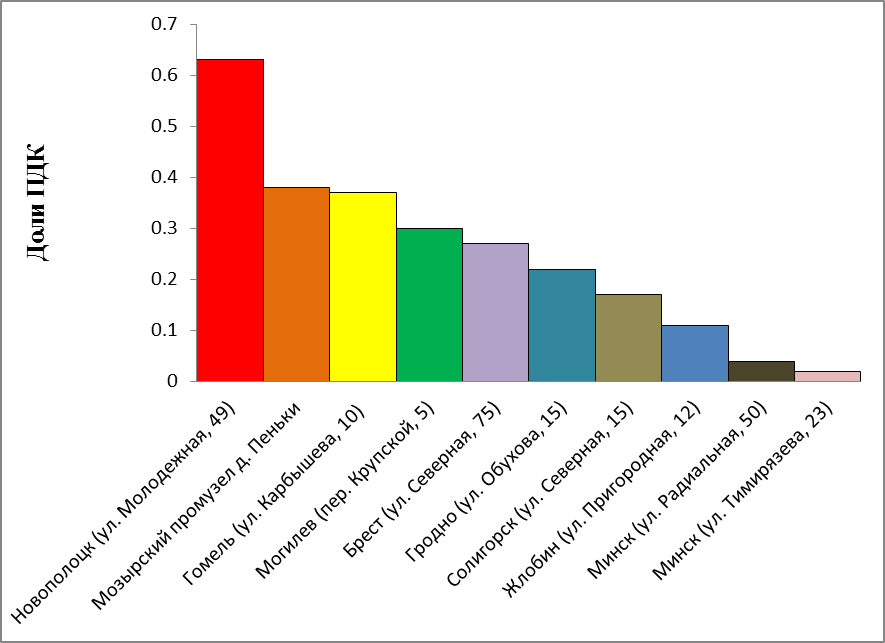 Доли ПДК
0.7
0.6
0.5
0.4
0.3
0.2
0.1
0
Новополоцк (ул. Молодежная, 49)
Мозырский промузел д. Пеньки
Гомель (ул. Карбышева, 10)
Могилев (пер. Крупской, 5)
Брест (ул. Северная, 75)
Гродно (ул. Обухова, 15)
Солигорск (ул. Северная, 15)
Жлобин (ул. Пригородная, 12)
Минск (ул. Радиальная, 50)
Минск (ул. Тимирязева, 23)